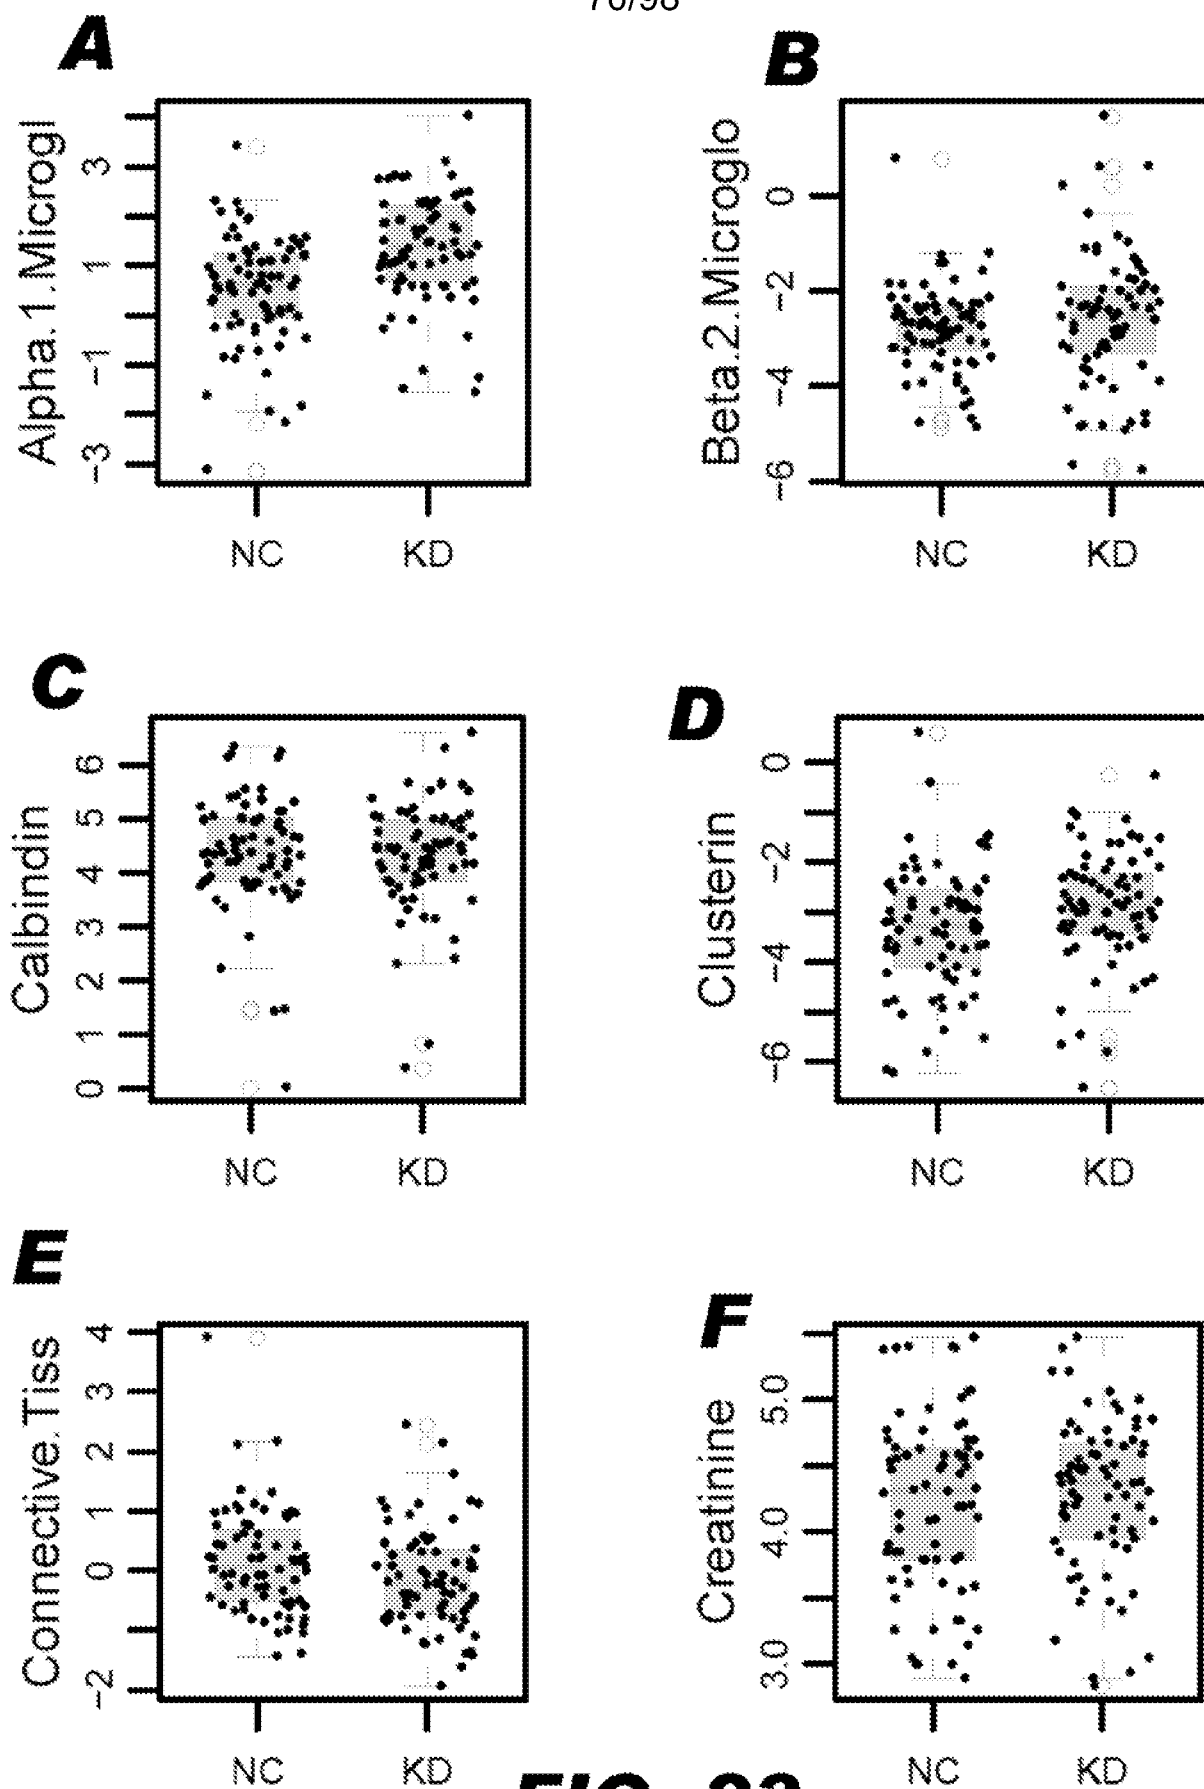 76/98
A
B
Alpha.1.Microgl
3
1
−1
−3
NC
KD
Beta.2.Microglo
0
−2
−4
−6
NC
KD
C
D
Calbindin
6
5
4
3
2
1
0
NC
KD
Clusterin
0
−2
−4
−6
NC
KD
E
F
Connective.Tiss
4
3
2
1
0
−2
NC
KD
Creatinine
5.0
4.0
3.0
NC
KD